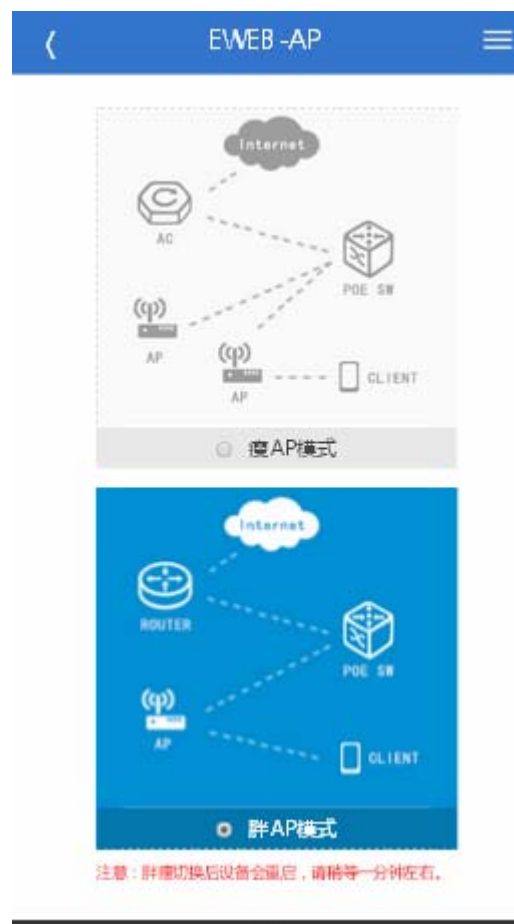 EWEB -AP
Internet
AC
POE SW
AP
AP
CLIENT
瘦AP模式
Internet
ROUTER
POE SW
AP
CLIENT
胖AP模式
注意：胖瘦切换后设备会重启，请稍等一分钟左右。